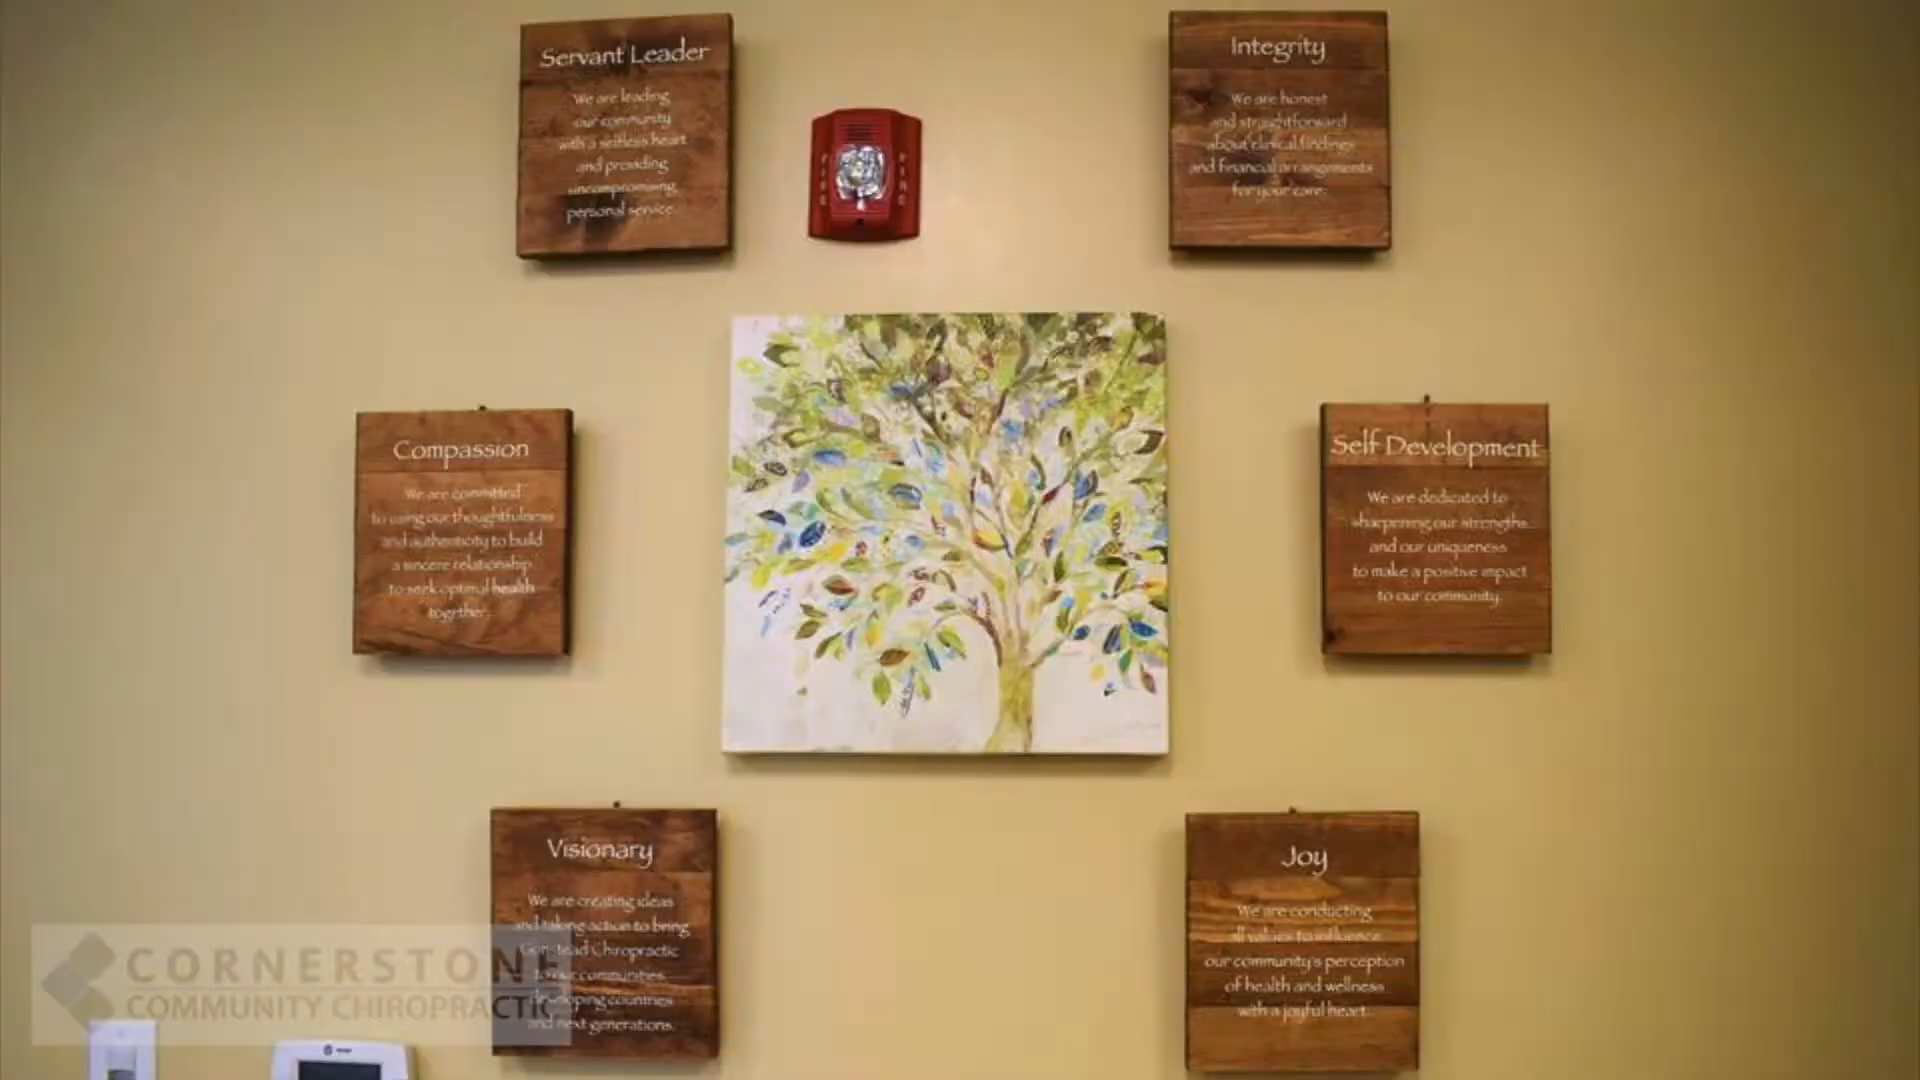 Servant Leader
We are leading
our community
with a selfless heart
and providing
uncompromising
personal service.
FIRE
FIRE
Integrity
We are honest
and straightforward
about clinical findings
and financial arrangements
for your care.
Compassion
We are committed
to using our thoughtfulness
and authenticity to build
a sincere relationship
to seek optimal health
together.
Self Development
We are dedicated to
sharpening our strengths
and our uniqueness
to make a positive impact
to our community.
Visionary
We are creating ideas
and taking action to bring
Gonstead Chiropractic
to our communities,
developing countries
and next generations.
Joy
We are conducting
all values to influence
our community's perception
of health and wellness
with a joyful heart.
CORNERSTONE
COMMUNITY CHIROPRACTIC